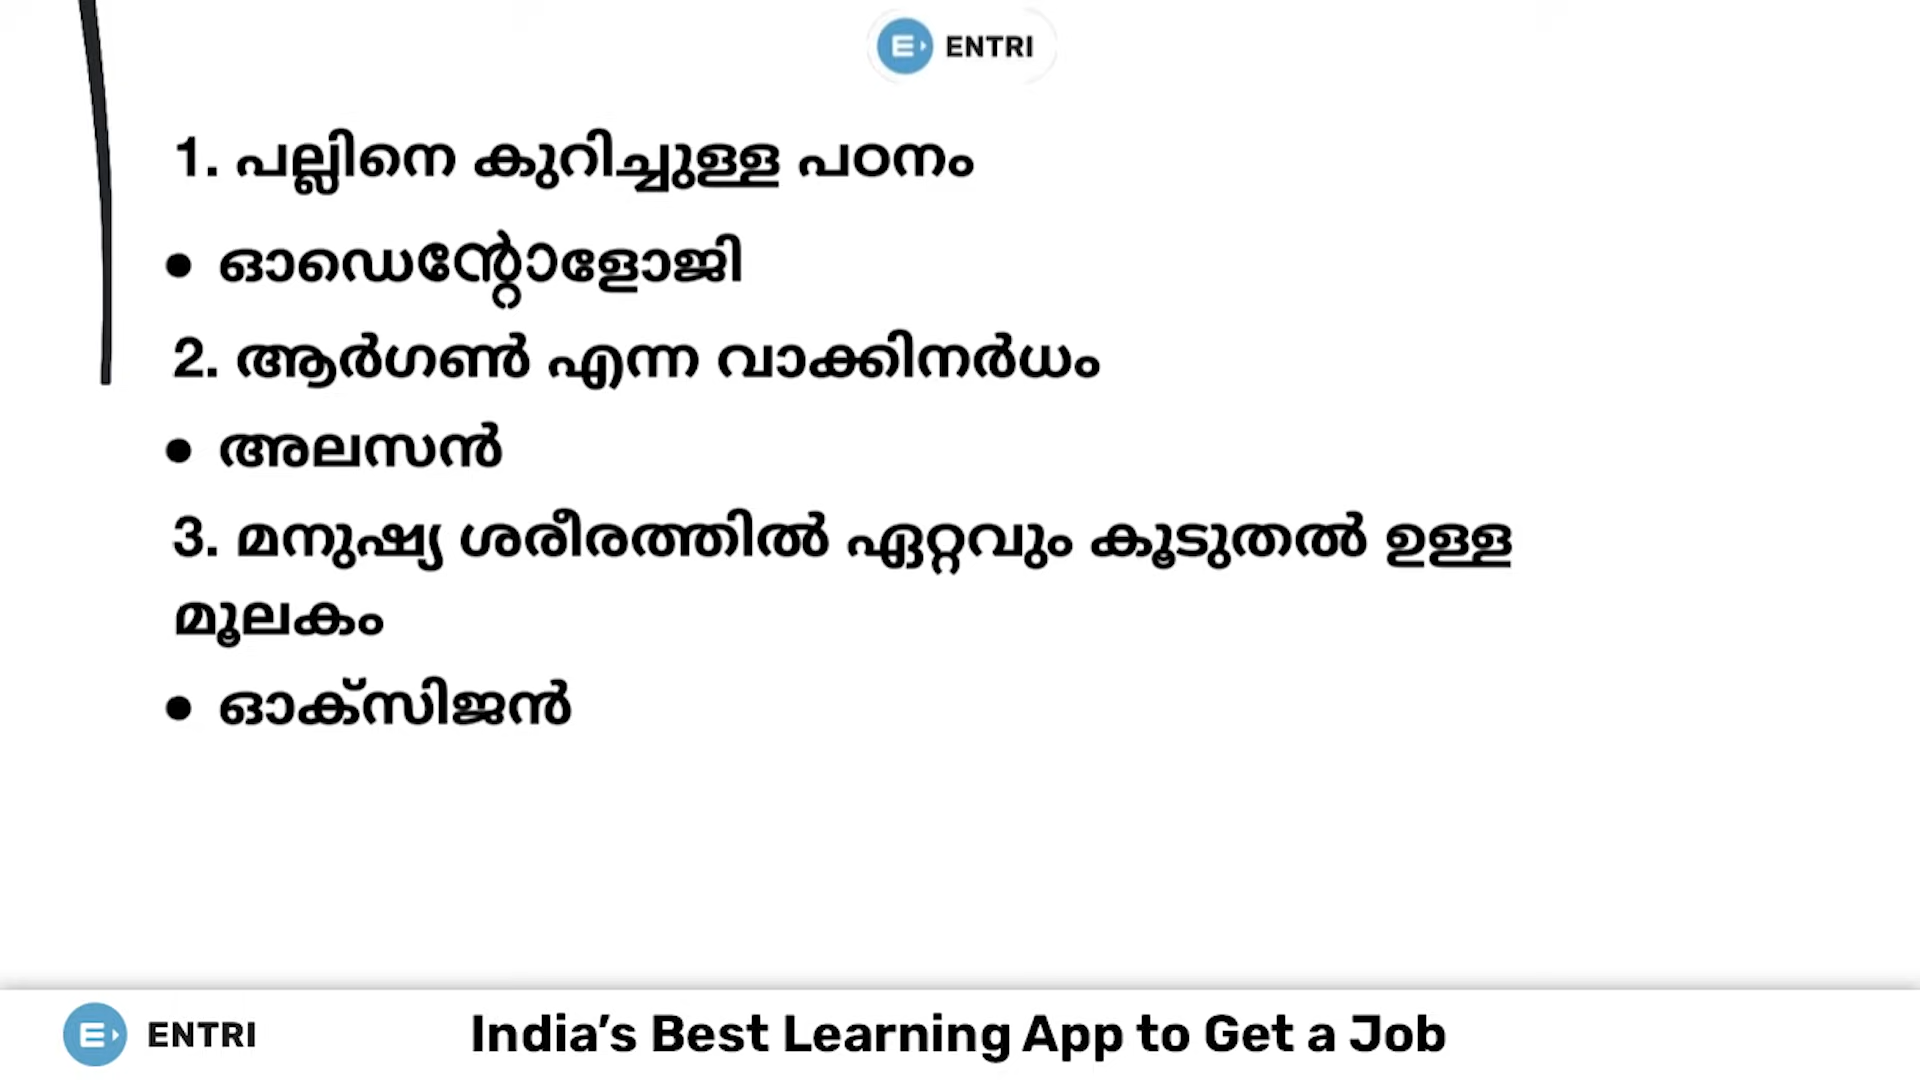 ENTRI
1. പല്ലിനെ കുറിച്ചുള്ള പഠനം
● ഓഡെന്റോളോജി
2. ആർഗൺ എന്ന വാക്കിനർധം
● അലസൻ
3. മനുഷ്യ ശരീരത്തിൽ ഏറ്റവും കൂടുതൽ ഉള്ള
മൂലകം
● ഓക്സിജൻ
ENTRI India's Best Learning App to Get a Job